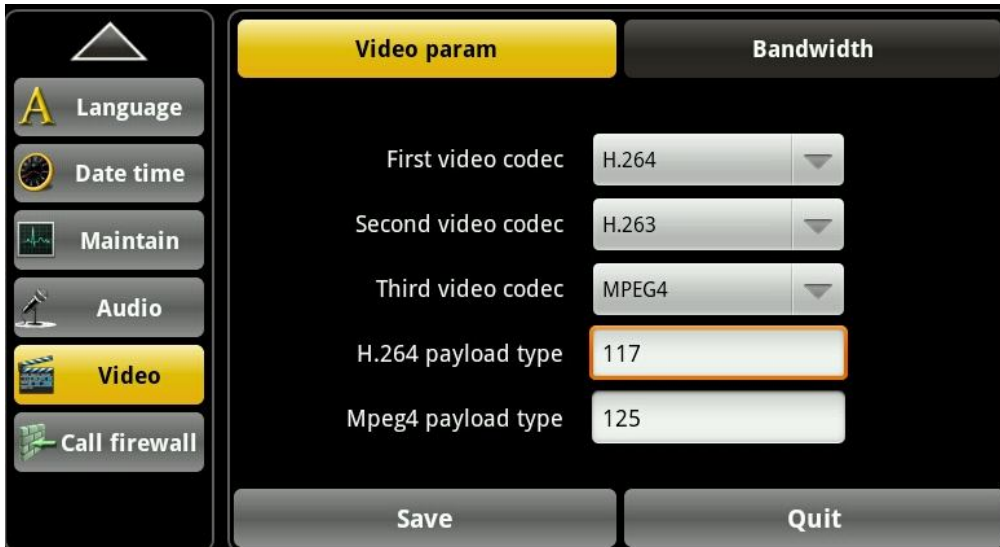 Video param
Bandwidth
Language
Date time
Maintain
Audio
Video
Call firewall
First video codec H.264
Second video codec H.263
Third video codec MPEG4
H.264 payload type 117
Mpeg4 payload type 125
Save
Quit